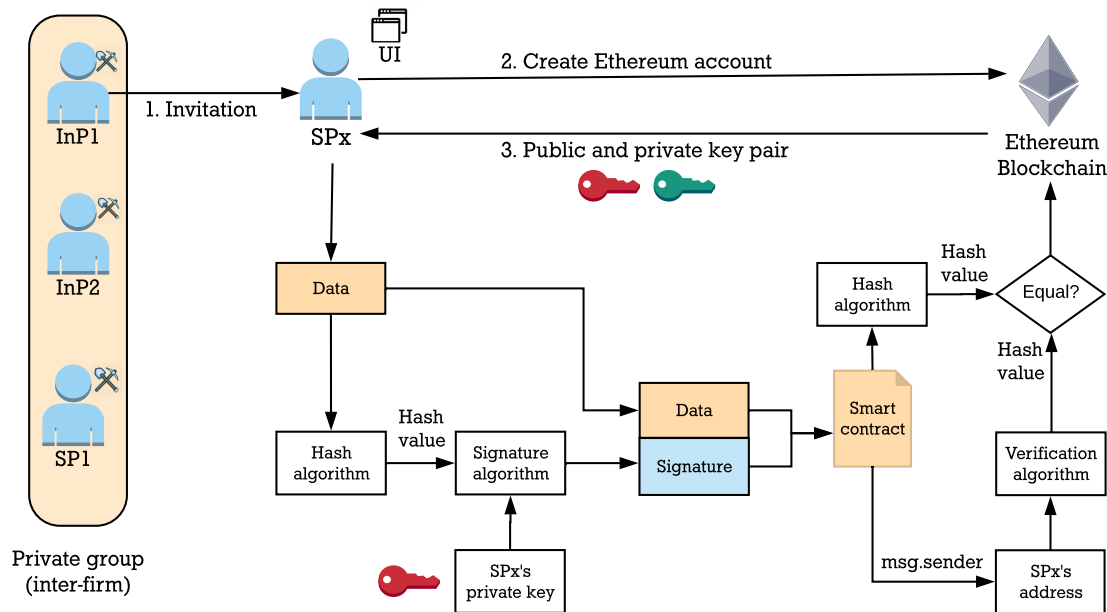 UI
InP1
1. Invitation
SPx
2. Create Ethereum account
3. Public and private key pair
Ethereum
Blockchain
InP2
SP1
Private group
(inter-firm)
Data
Hash
algorithm
Hash
value
Signature
algorithm
SPx's
private key
Data
Signature
Smart
contract
Hash
algorithm
Hash
value
Equal?
Hash
value
Verification
algorithm
msg.sender
SPx's
address